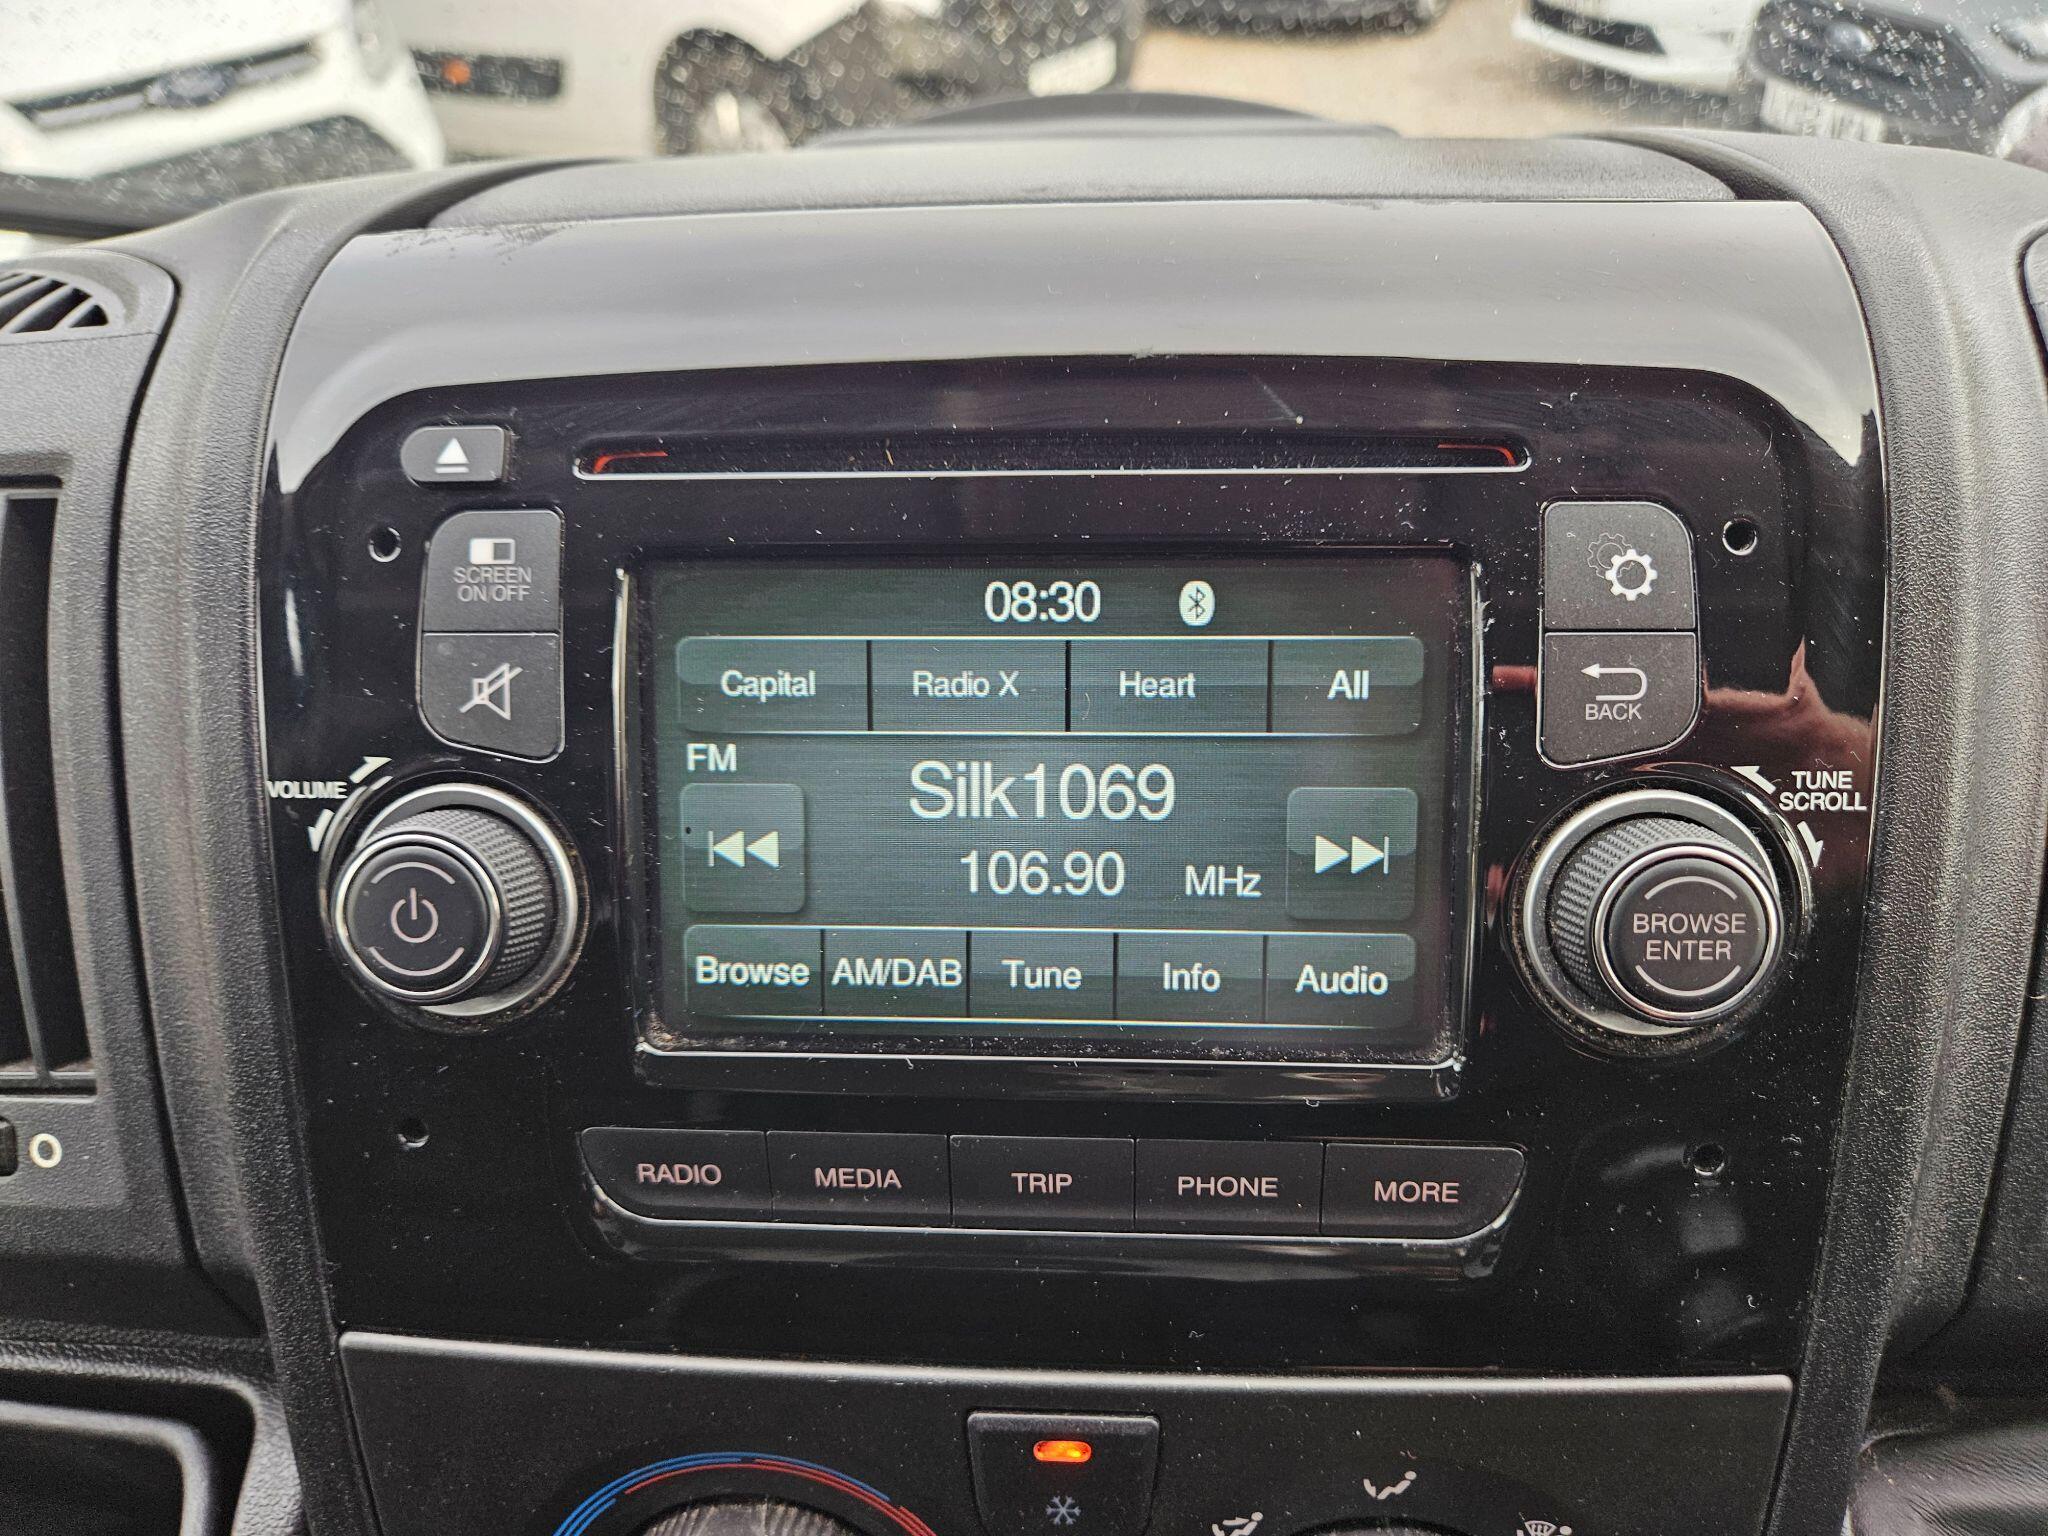 08:30
Capital Radio X Heart All
FM
Silk1069
106.90 MHz
Browse AM/DAB Tune Info Audio
SCREEN
ON/OFF
VOLUME
BACK
TUNE
SCROLL
BROWSE
ENTER
RADIO MEDIA TRIP PHONE MORE
O